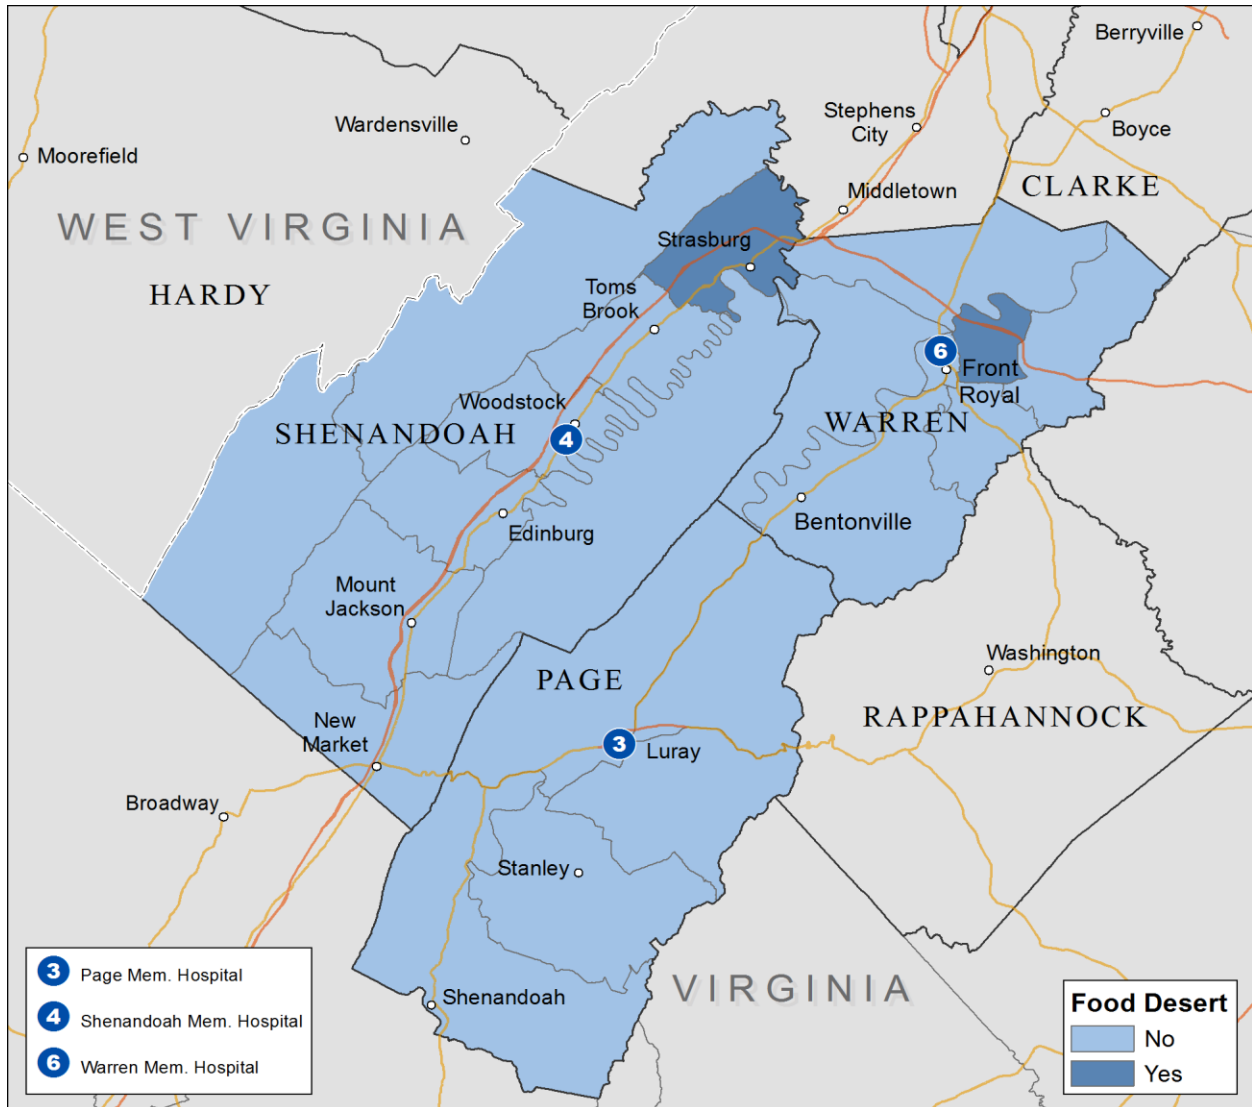 Berryville
Stephens
City
Wardensville
Boyce
Moorefield
CLARKE
Middletown
WEST VIRGINIA
Strasburg
HARDY
Toms
Brook
6
Front
Royal
Woodstock
WARREN
SHENANDOAH
4
Bentonville
Edinburg
Mount
Jackson
Washington
PAGE
RAPPAHANNOCK
New
Market
3
Luray
Broadway
Stanley
VIRGINIA
Shenandoah
3 Page Mem. Hospital
4 Shenandoah Mem. Hospital
6 Warren Mem. Hospital
Food Desert
No
Yes